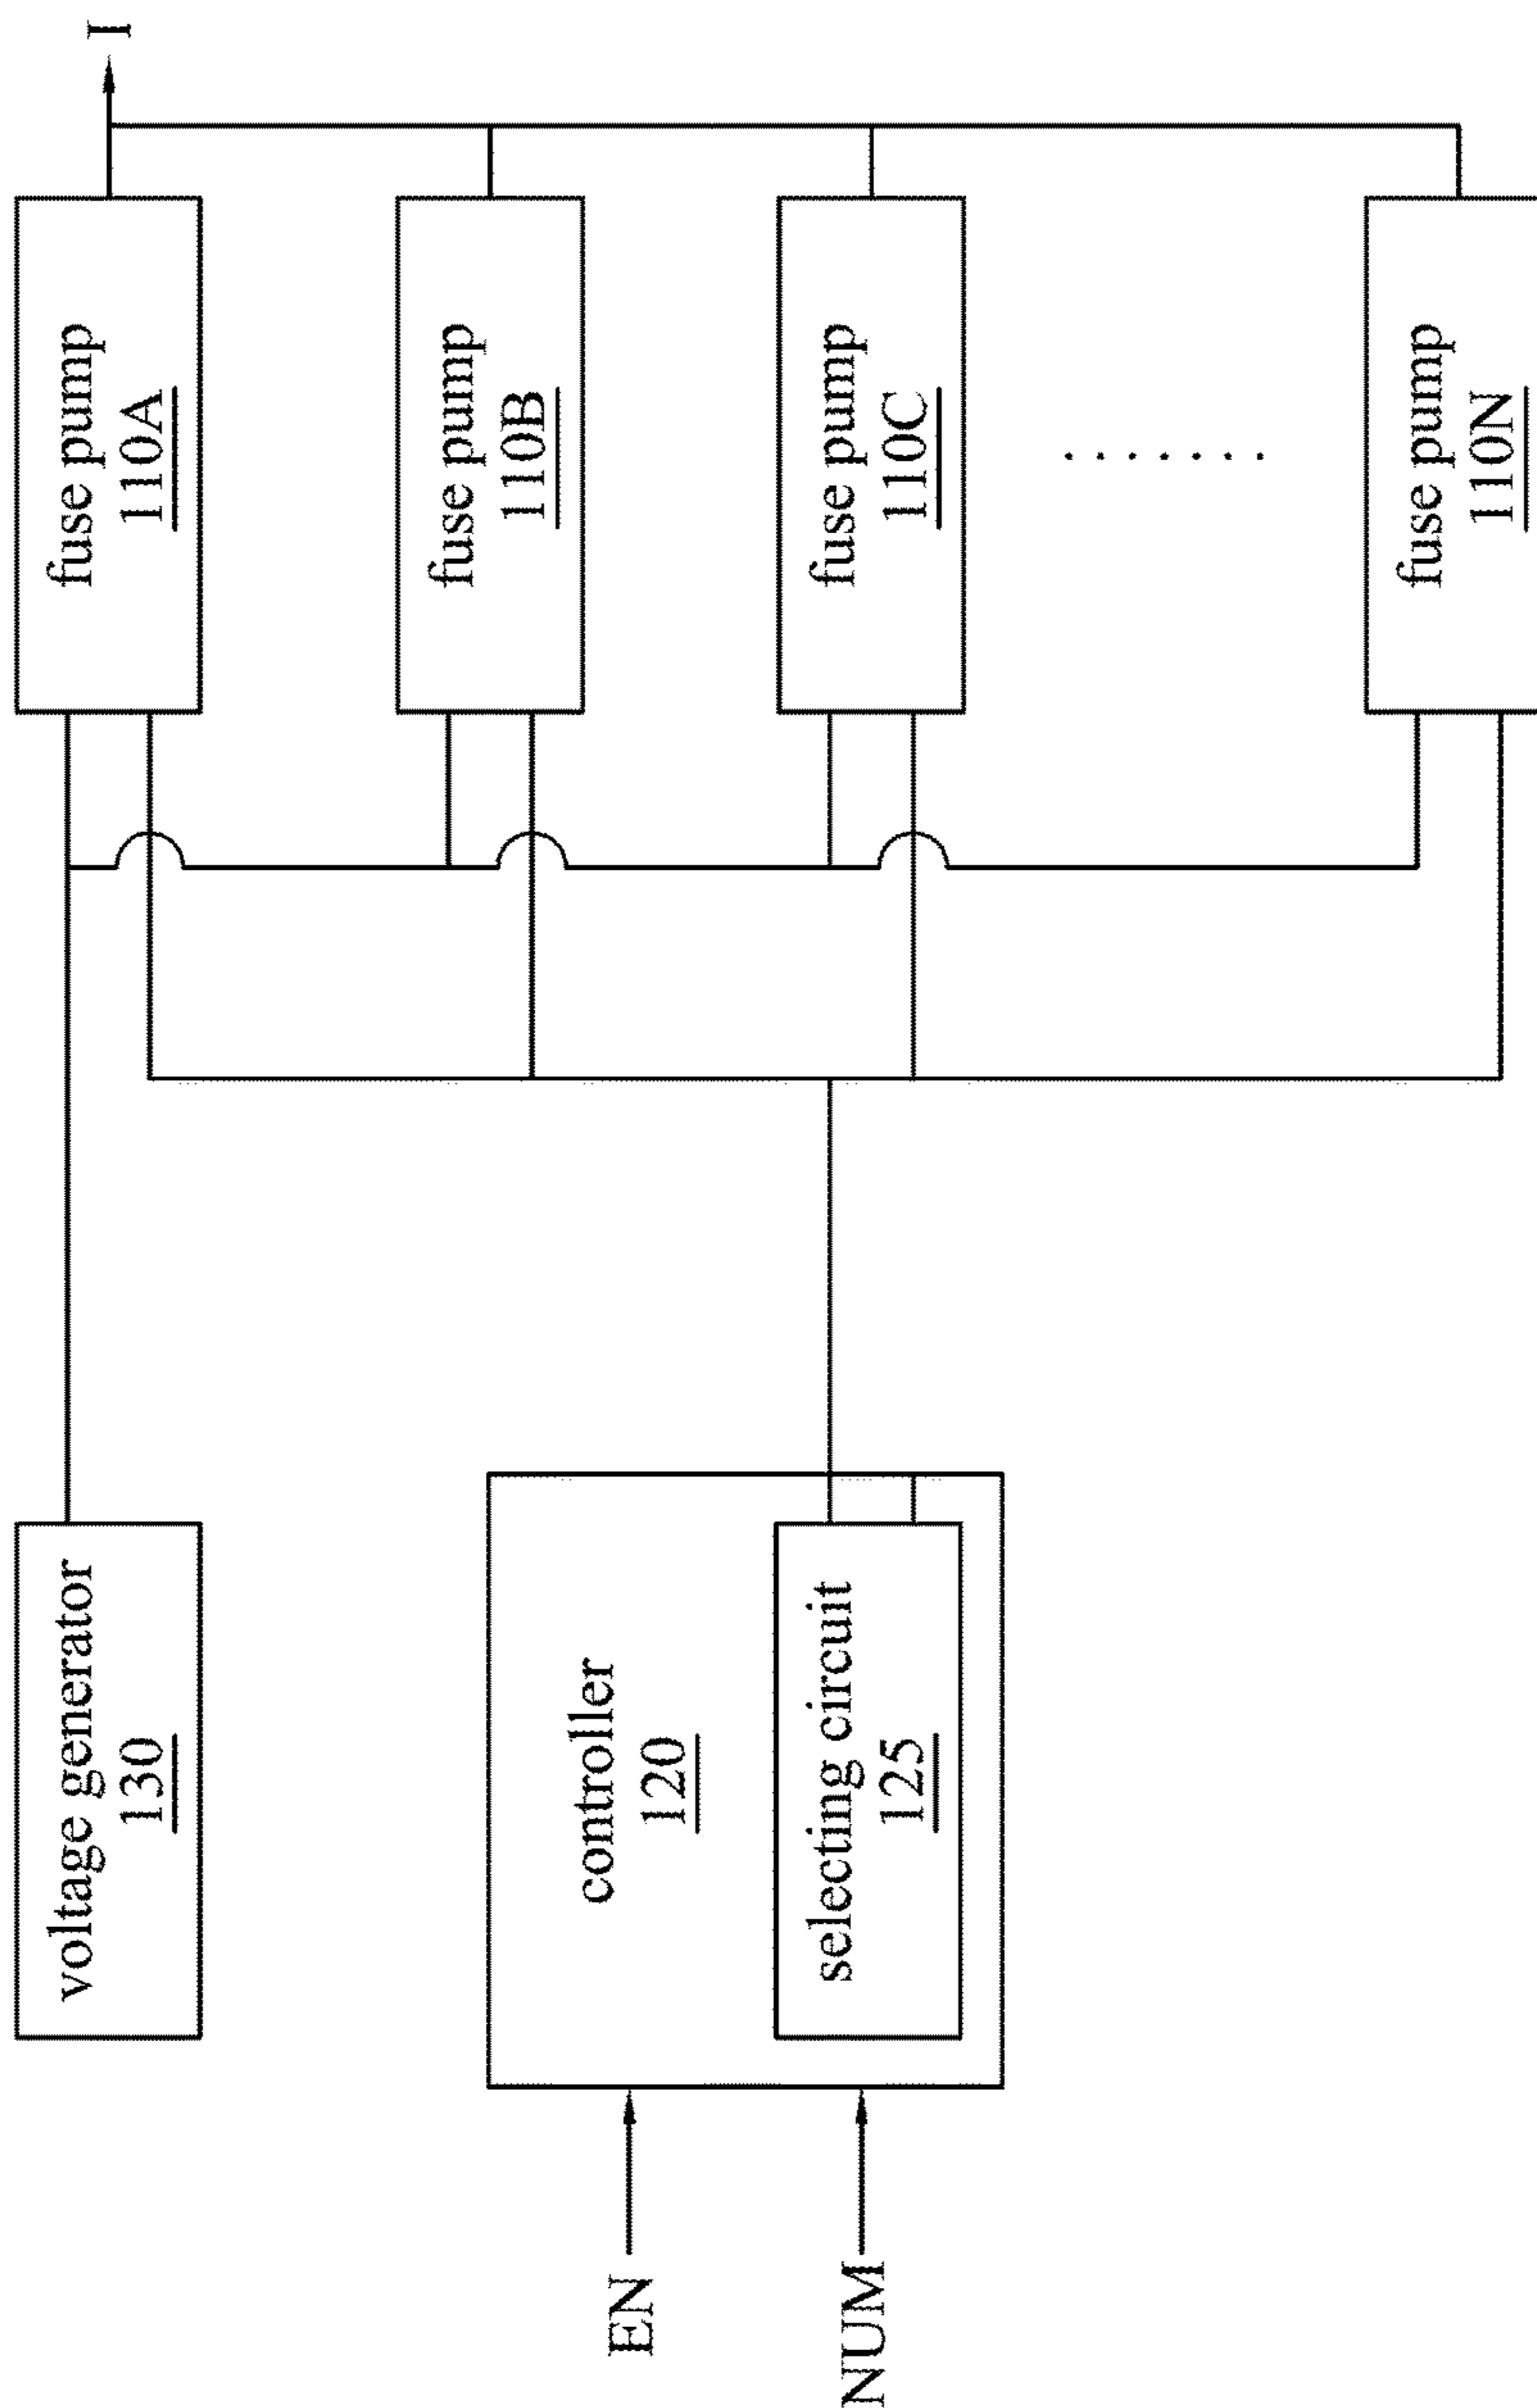 voltage generator
130
fuse pump
110A
I
EN
controller
120
fuse pump
110B
NUM
selecting circuit
125
fuse pump
110C
.......
fuse pump
110N